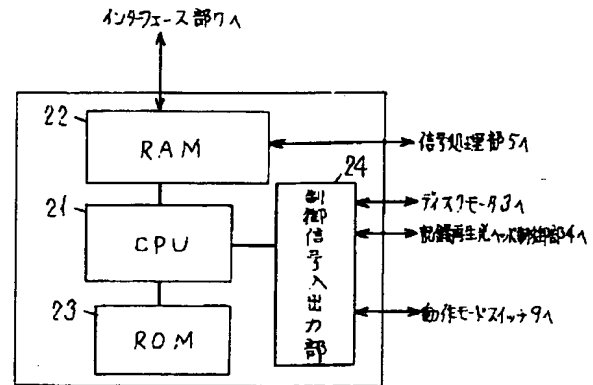 インターフェース部7へ
22
RAM
信号処理部5へ
24
21
制御信号入出力部
ディスクモータ3へ
CPU
記録再生光ヘッド制御部4へ
23
動作モードスイッチ9へ
ROM